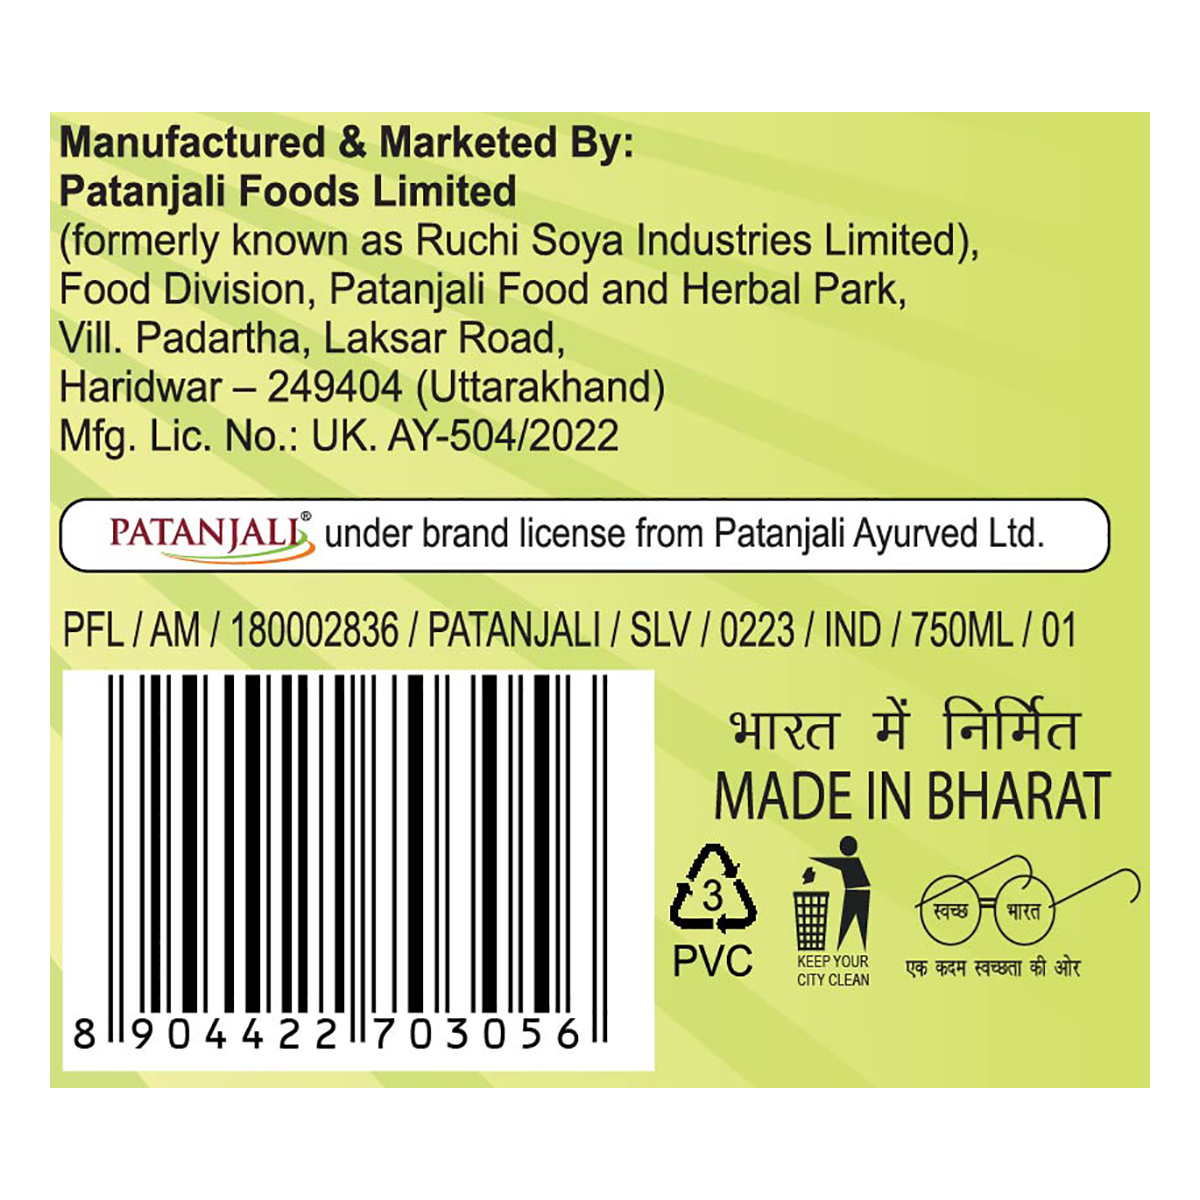 Manufactured & Marketed By:
Patanjali Foods Limited
(formerly known as Ruchi Soya Industries Limited),
Food Division, Patanjali Food and Herbal Park,
Vill. Padartha, Laksar Road,
Haridwar – 249404 (Uttarakhand)
Mfg. Lic. No.: UK. AY-504/2022
PATANJALI® under brand license from Patanjali Ayurved Ltd.
PFL / AM / 180002836 / PATANJALI / SLV / 0223 / IND / 750ML / 01
8 904422 703056
भारत में निर्मित
MADE IN BHARAT
3
PVC
KEEP YOUR
CITY CLEAN
स्वच्छ भारत
एक कदम स्वच्छता की ओर